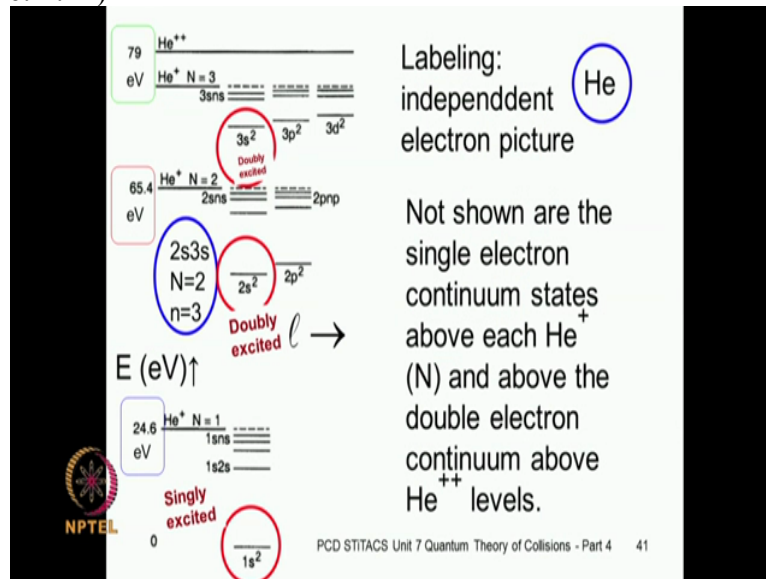 79
eV
He++
He+ N = 3
3sns
3s2
3p2
3d2
Doubly
excited
65.4
eV
He+ N = 2
2sns
2pnp
2s3s
N=2
n=3
2s2
2p2
Doubly
excited
ℓ →
E (eV)↑
24.6
eV
He+ N = 1
1sns
1s2s
Singly
excited
0
1s2
Labeling:
independdent
electron picture
He
Not shown are the
single electron
continuum states
above each He+
(N) and above the
double electron
continuum above
He++ levels.
NPTEL
PCD STiTACS Unit 7 Quantum Theory of Collisions - Part 4 41